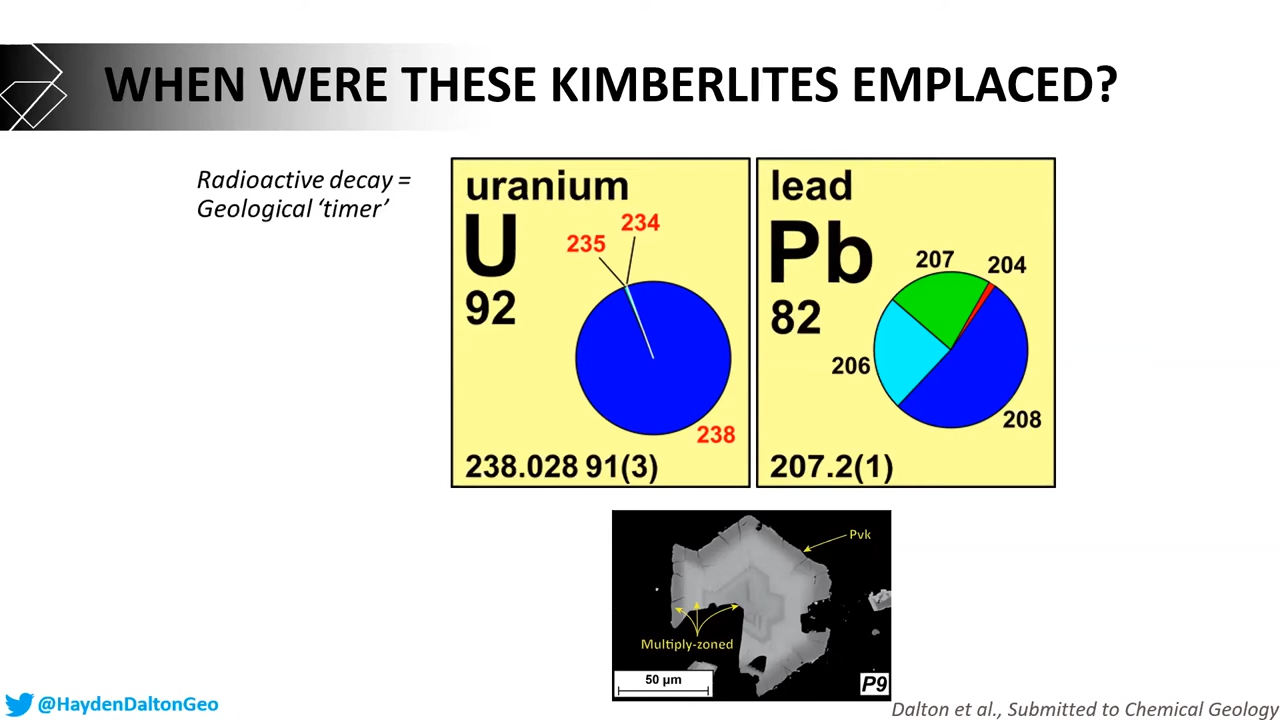 WHEN WERE THESE KIMBERLITES EMPLACED?
Radioactive decay =
Geological ‘timer’
uranium
U
92
234
235
238
238.028 91(3)
lead
Pb
82
207
204
206
208
207.2(1)
Pvk
Multiply-zoned
50 µm
P9
@HaydenDaltonGeo
Dalton et al., Submitted to Chemical Geology